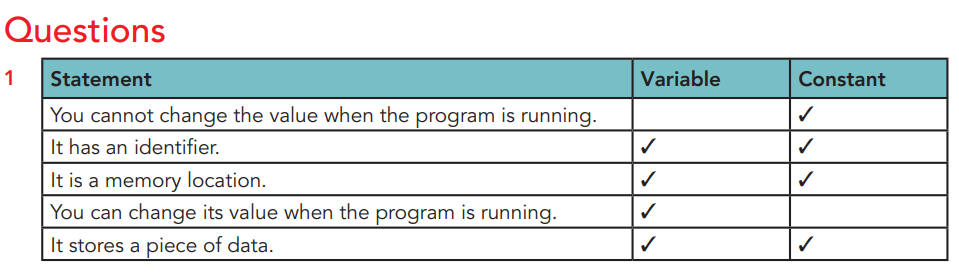 Questions
1 Statement Variable Constant
You cannot change the value when the program is running. ✓
It has an identifier. ✓ ✓
It is a memory location. ✓ ✓
You can change its value when the program is running. ✓
It stores a piece of data. ✓ ✓